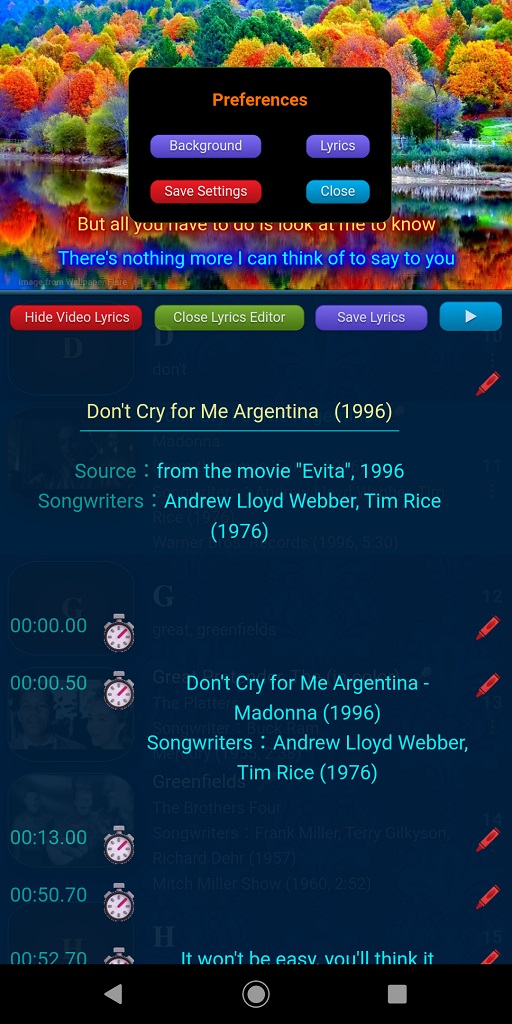 Preferences
Background
Lyrics
Save Settings
Close
But all you have to do is look at me to know
There's nothing more I can think of to say to you
Image from Wallpaper Flare
Hide Video Lyrics
Close Lyrics Editor
Save Lyrics
D
D
10
don't
Don't Cry for Me Argentina (1996)
Madonna
11
Source : from the movie "Evita", 1996
Songwriters : Andrew Lloyd Webber, Tim Rice
(1976)
Warner Bros. Records (1996, 5:30)
G
G
12
00:00.00
great, greenfields
00:00.50
Don't Cry for Me Argentina -
Madonna (1996)
13
The Platters
Songwriters : Andrew Lloyd Webber,
Tim Rice (1976)
Greenfields
The Brothers Four
14
Songwriters : Frank Miller, Terry Gilkyson,
00:13.00
Richard Dehr (1957)
Mitch Miller Show (1960, 2:52)
00:50.70
H
H
15
00:52.70
It won't be easy, you'll think it